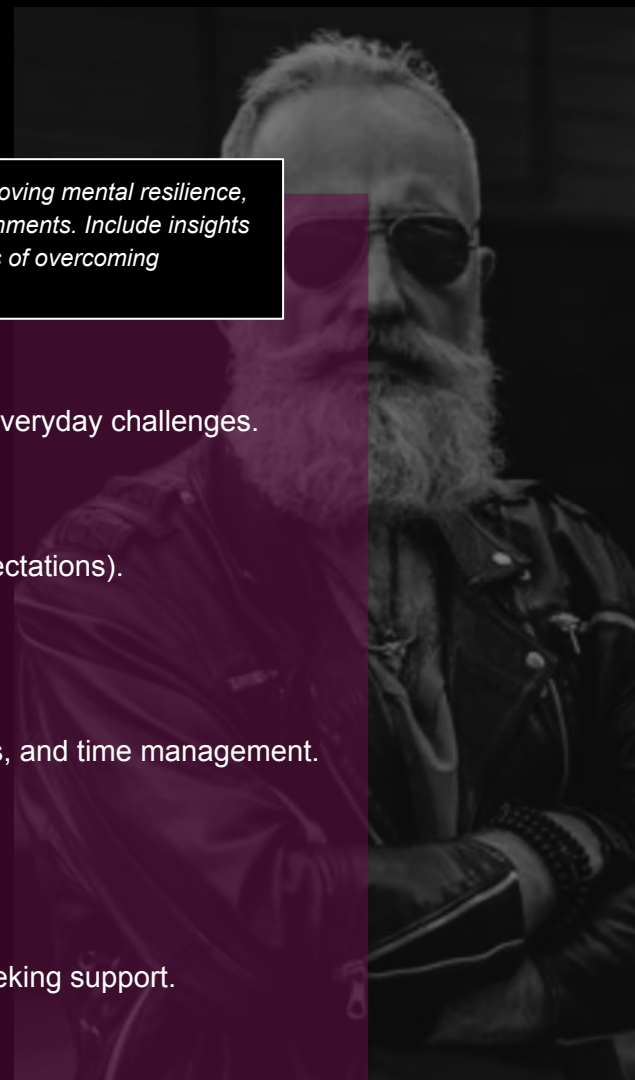 oving mental resilience,
nments. Include insights
s of overcoming
veryday challenges.
ectations).
s, and time management.
eking support.